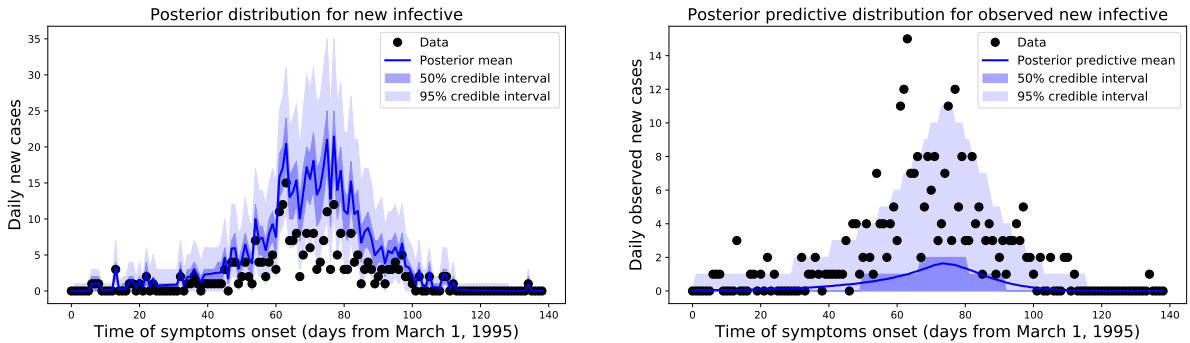 Posterior distribution for new infective
Daily new cases
35
30
25
20
15
10
5
0
Data
Posterior mean
50% credible interval
95% credible interval
0 20 40 60 80 100 120 140
Time of symptoms onset (days from March 1, 1995)
Posterior predictive distribution for observed new infective
Daily observed new cases
14
12
10
8
6
4
2
0
Data
Posterior predictive mean
50% credible interval
95% credible interval
0 20 40 60 80 100 120 140
Time of symptoms onset (days from March 1, 1995)